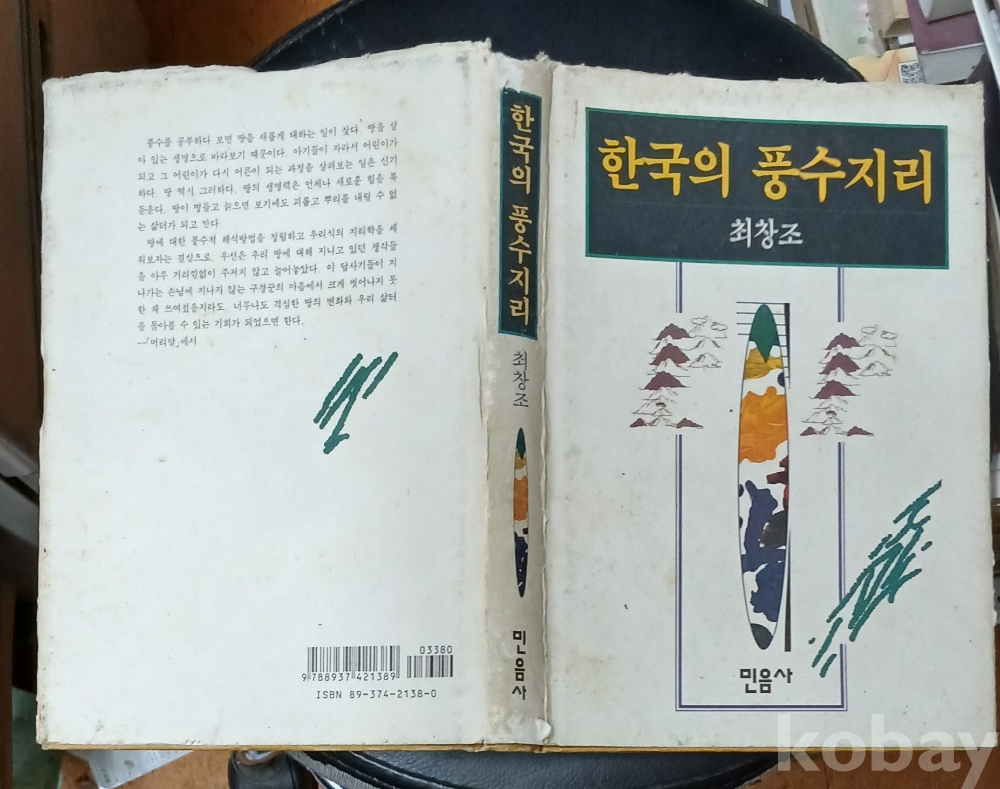 풍수를 공부하다 보면 땅을 새롭게 대하는 일이 잦다. 땅을 살
아 있는 생명으로 바라보기 때문이다. 아기들이 자라서 어린이가
되고 그 어린이가 다시 어른이 되는 과정을 살펴보는 일은 신기
하다. 땅 역시 그러하다. 땅의 생명력은 언제나 새로운 힘을 북
돋운다. 땅이 병들고 늙으면 보기에도 괴롭고 뿌리를 내릴 수 없
는 삶터가 되고 만다.
땅에 대한 풍수적 해석방법을 정립하고 우리식의 지리학을 세
워보자는 결심으로, 우선은 우리 땅에 대해 지니고 있던 생각들
을 아무 거리낌없이 주저치 않고 늘어놓았다. 이 답사기들이 지
나가는 손님에 지나지 않는 구경꾼의 마음에서 크게 벗어나지 못
한 채 쓰여졌을지라도, 너무나도 격심한 땅의 변화와 우리 삶터
를 돌아볼 수 있는 기회가 되었으면 한다.
—「머리말」에서
03380
9788937421389
ISBN 89-374-2138-0
한국의 풍수지리
최창조
민음사
한국의 풍수지리
최창조
민음사
kobay